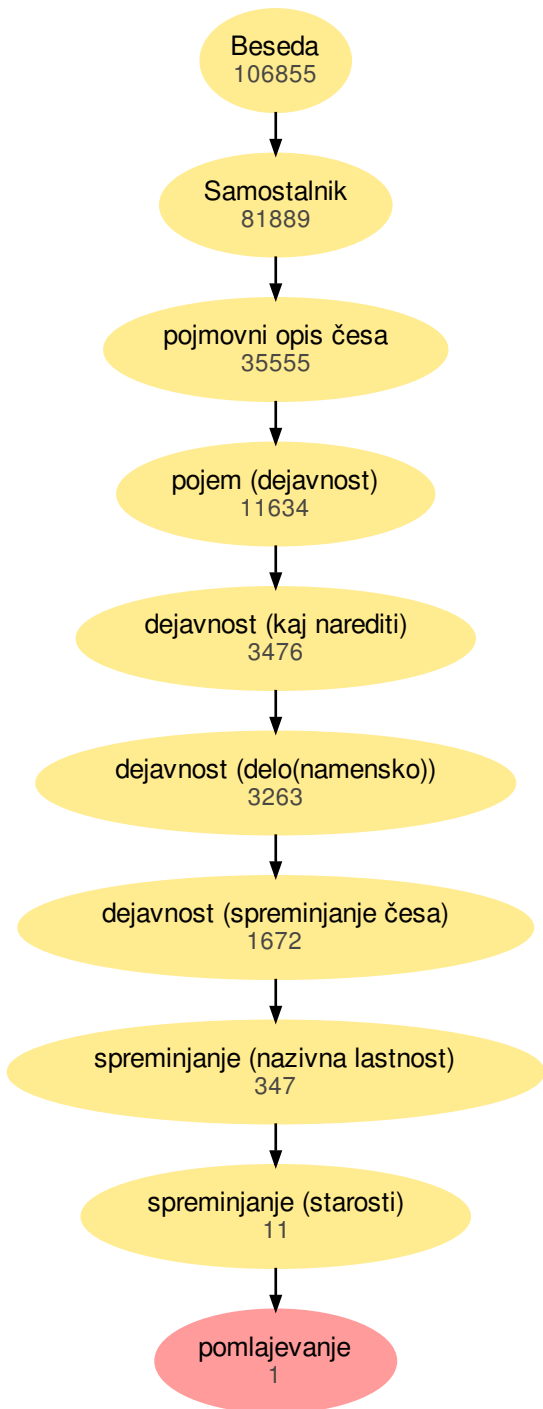 Beseda
106855
Samostalnik
81889
pojmovni opis česa
35555
pojem (dejavnost)
11634
dejavnost (kaj narediti)
3476
dejavnost (delo(namensko))
3263
dejavnost (spreminjanje česa)
1672
spreminjanje (nazivna lastnost)
347
spreminjanje (starosti)
11
pomlajevanje
1